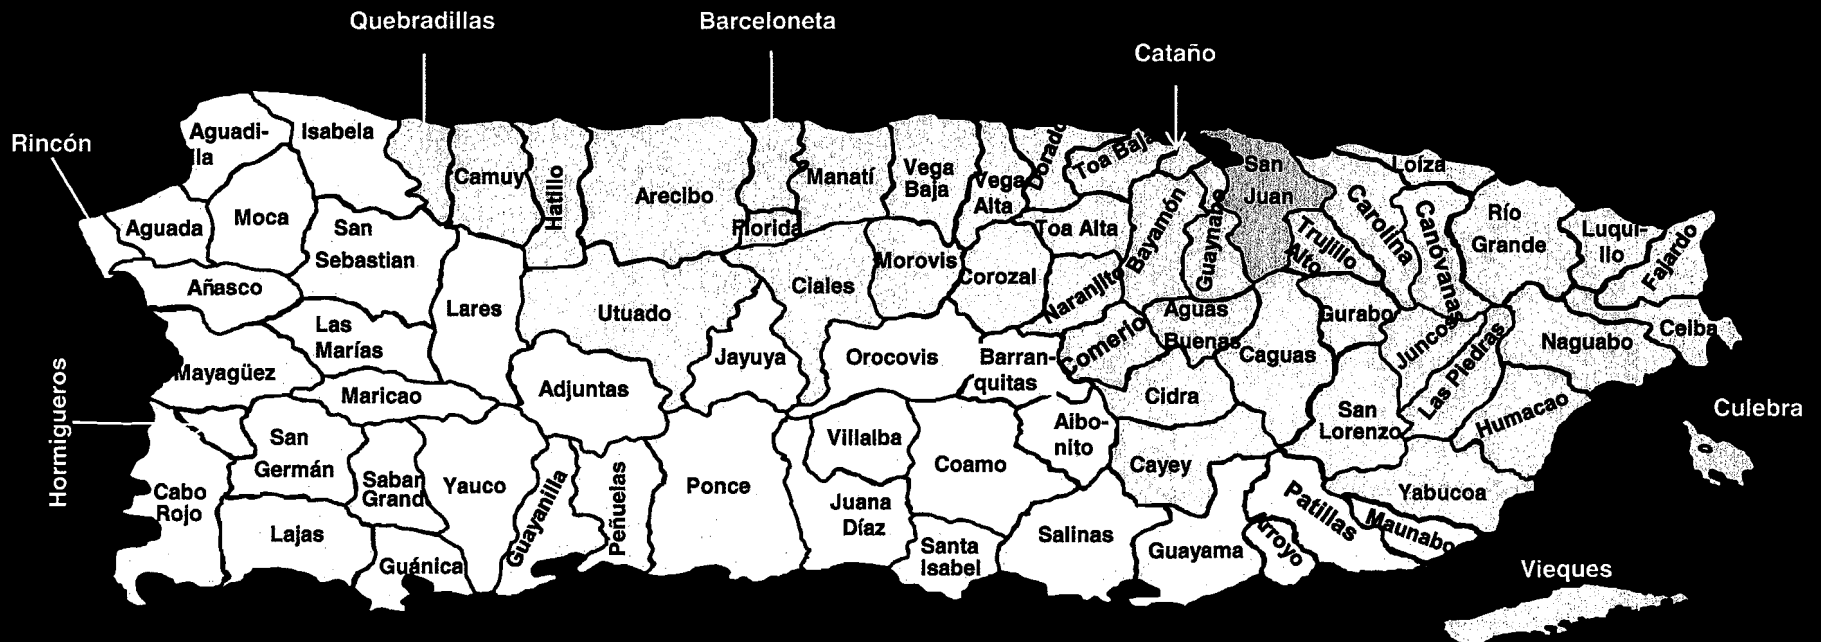 Quebradillas
Barceloneta
Cataño
Rincón
Aguadi-
lla
Isabela
Camuy
Hatillo
Arecibo
Manatí
Vega
Baja
Vega
Alta
Dorado
Toa Baja
San
Juan
Loíza
Aguada
Moca
San
Sebastian
Florida
Toa Alta
Bayamón
Guaynabo
Trujillo
Alto
Carolina
Canóvanas
Río
Grande
Luqui-
llo
Fajardo
Añasco
Lares
Utuado
Ciales
Morovis
Corozal
Naranjito
Las
Marías
Jayuya
Orocovis
Barran-
quitas
Comerio
Aguas
Buenas
Caguas
Gurabo
Juncos
Las Piedras
Naguabo
Ceiba
Mayagüez
Maricao
Adjuntas
Cidra
San
Lorenzo
Humacao
Culebra
Hormigueros
San
Germán
Saban
Grand
Yauco
Guayanilla
Peñuelas
Ponce
Villalba
Coamo
Aibo-
nito
Cayey
Yabucoa
Cabo
Rojo
Lajas
Guánica
Juana
Díaz
Santa
Isabel
Salinas
Guayama
Arroyo
Patillas
Maunabo
Vieques